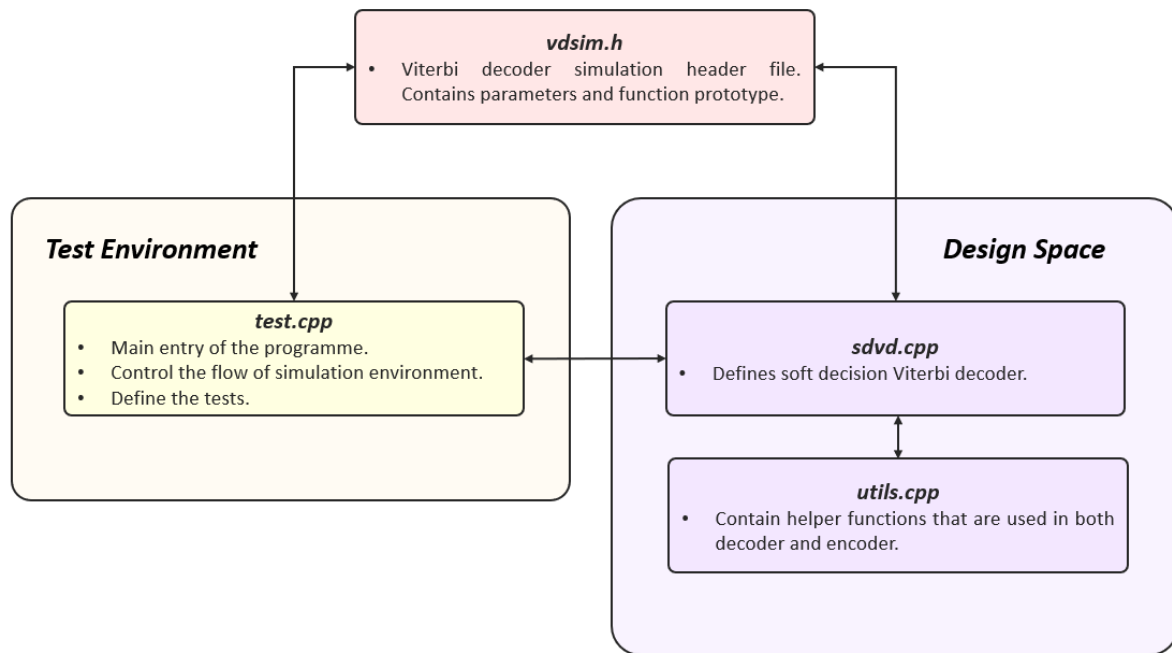 vdsim.h
• Viterbi decoder simulation header file.
Contains parameters and function prototype.
Test Environment
test.cpp
• Main entry of the programme.
• Control the flow of simulation environment.
• Define the tests.
Design Space
sdvd.cpp
• Defines soft decision Viterbi decoder.
utils.cpp
• Contain helper functions that are used in both
decoder and encoder.